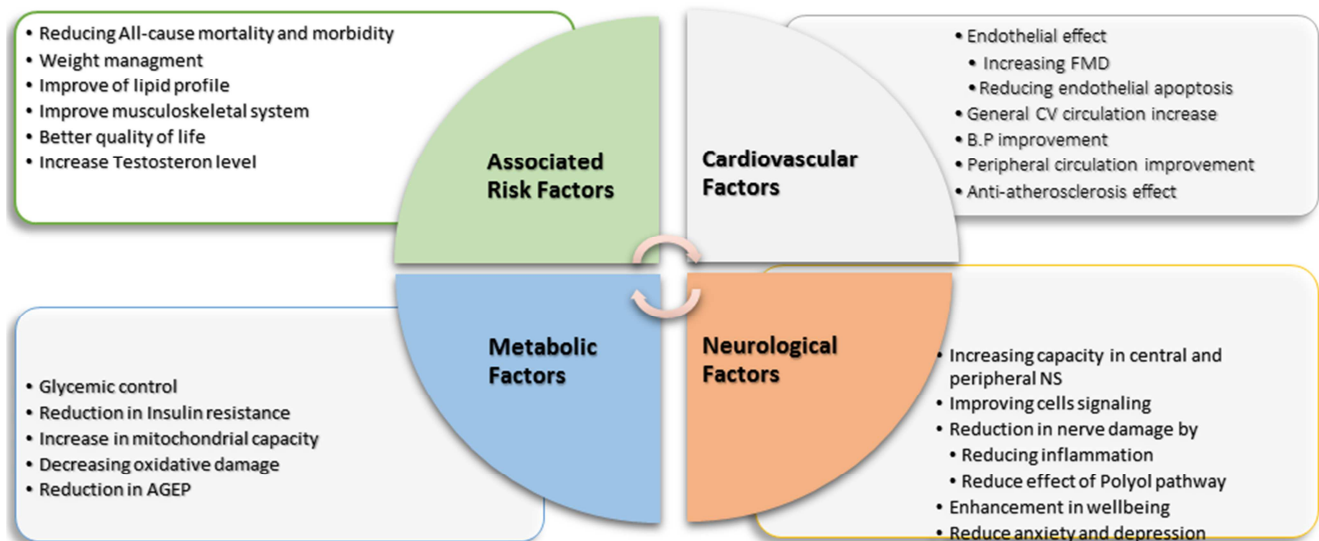 • Reducing All-cause mortality and morbidity
• Weight managment
• Improve of lipid profile
• Improve musculoskeletal system
• Better quality of life
• Increase Testosteron level
Associated
Risk Factors
Cardiovascular
Factors
• Endothelial effect
• Increasing FMD
• Reducing endothelial apoptosis
• General CV circulation increase
• B.P improvement
• Peripheral circulation improvement
• Anti-atherosclerosis effect
• Glycemic control
• Reduction in Insulin resistance
• Increase in mitochondrial capacity
• Decreasing oxidative damage
• Reduction in AGEP
Metabolic
Factors
Neurological
Factors
• Increasing capacity in central and
peripheral NS
• Improving cells signaling
• Reduction in nerve damage by
• Reducing inflammation
• Reduce effect of Polyol pathway
• Enhancement in wellbeing
• Reduce anxiety and depression